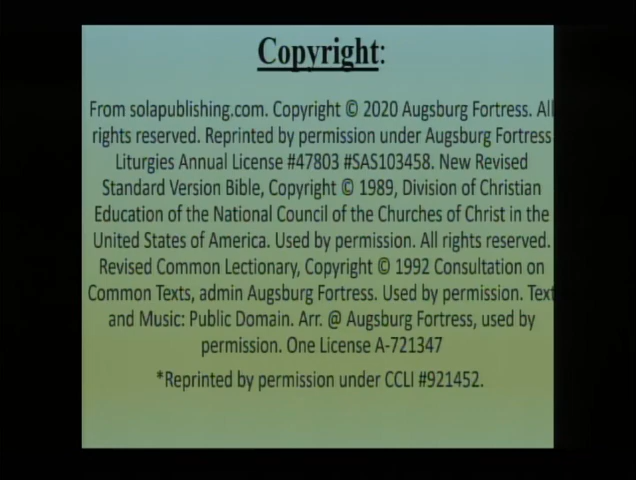 Copyright:
From solapublishing.com. Copyright © 2020 Augsburg Fortress. All
rights reserved. Reprinted by permission under Augsburg Fortress
Liturgies Annual License #47803 #SAS103458. New Revised
Standard Version Bible, Copyright © 1989, Division of Christian
Education of the National Council of the Churches of Christ in the
United States of America. Used by permission. All rights reserved.
Revised Common Lectionary, Copyright © 1992 Consultation on
Common Texts, admin Augsburg Fortress. Used by permission. Text
and Music: Public Domain. Arr. @ Augsburg Fortress, used by
permission. One License A-721347
*Reprinted by permission under CCLI #921452.